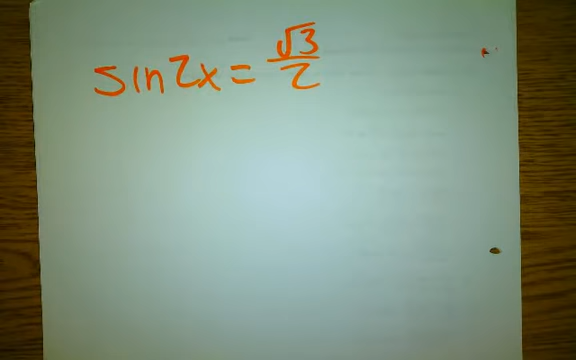 sin2x = √3/2